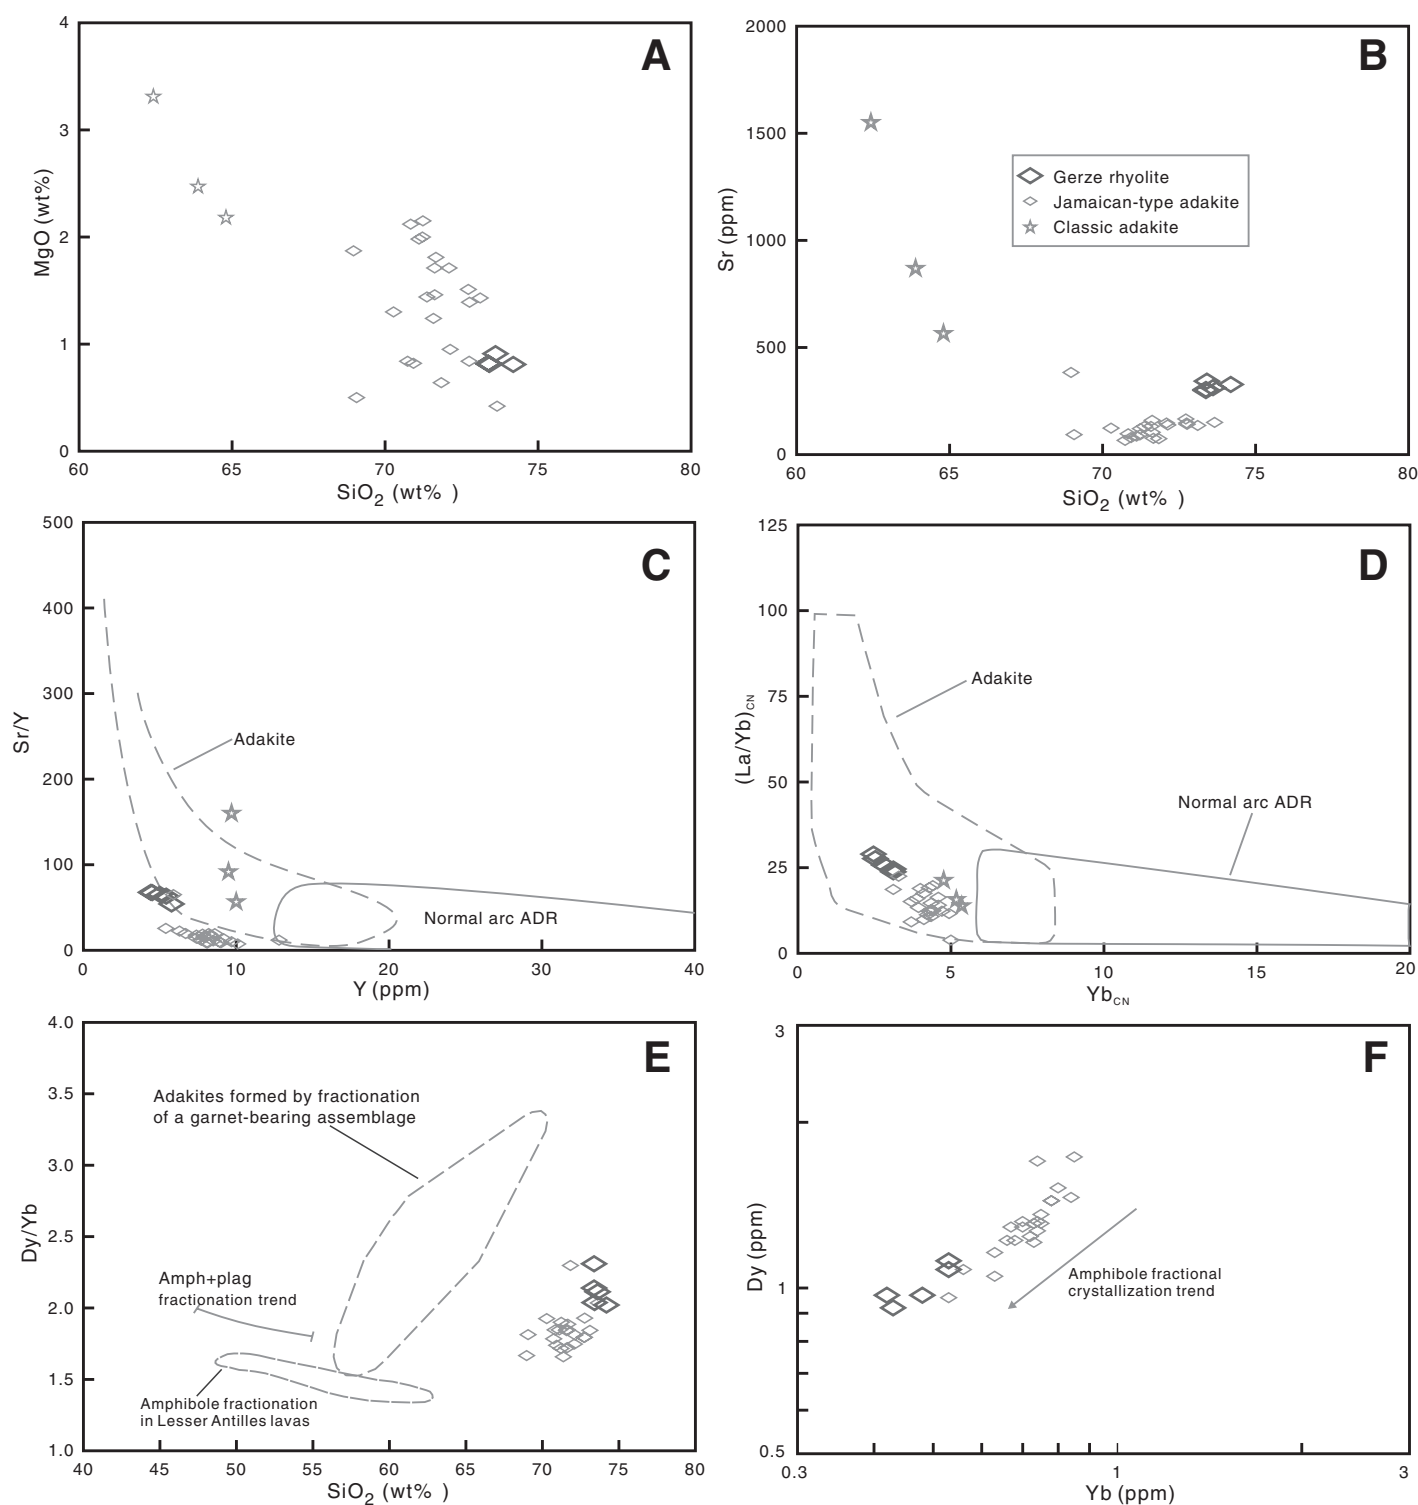 A
4
3
2
1
0
MgO (wt%)
60 65 70 75 80
SiO2 (wt% )
B
2000
1500
1000
500
0
Sr (ppm)
Gerze rhyolite
Jamaican-type adakite
Classic adakite
60 65 70 75 80
SiO2 (wt% )
C
500
400
300
200
100
0
Sr/Y
Adakite
Normal arc ADR
0 10 20 30 40
Y (ppm)
D
125
100
75
50
25
0
(La/Yb)CN
Adakite
Normal arc ADR
0 5 10 15 20
YbCN
E
4.0
3.5
3.0
2.5
2.0
1.5
1.0
Dy/Yb
Adakites formed by fractionation
of a garnet-bearing assemblage
Amph+plag
fractionation trend
Amphibole fractionation
in Lesser Antilles lavas
40 45 50 55 60 65 70 75 80
SiO2 (wt% )
F
3
1
0.5
Dy (ppm)
Amphibole fractional
crystallization trend
0.3 1 3
Yb (ppm)